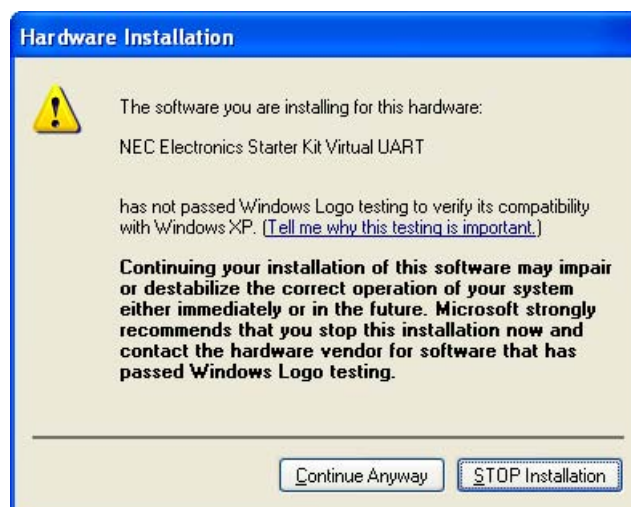 Hardware Installation
The software you are installing for this hardware:
NEC Electronics Starter Kit Virtual UART
has not passed Windows Logo testing to verify its compatibility
with Windows XP. (Tell me why this testing is important.)
Continuing your installation of this software may impair
or destabilize the correct operation of your system
either immediately or in the future. Microsoft strongly
recommends that you stop this installation now and
contact the hardware vendor for software that has
passed Windows Logo testing.
Continue Anyway
STOP Installation